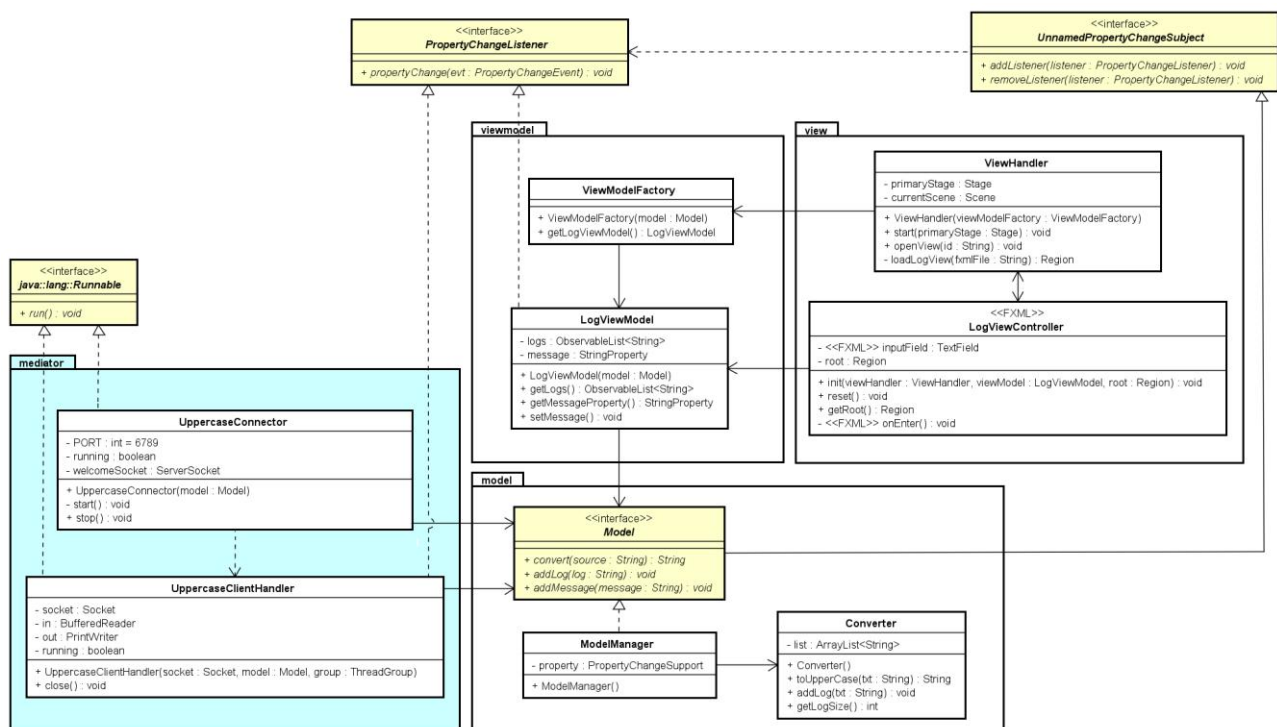 <<interface>>
PropertyChangeListener
+ propertyChange(evt : PropertyChangeEvent) : void
<<interface>>
UnnamedPropertyChangeSubject
+ addListener(listener : PropertyChangeListener) : void
+ removeListener(listener : PropertyChangeListener) : void
viewmodel
ViewModelFactory
+ ViewModelFactory(model : Model)
+ getLogViewModel() : LogViewModel
LogViewModel
- logs : ObservableList<String>
- message : StringProperty
+ LogViewModel(model : Model)
+ getLogs() : ObservableList<String>
+ getMessageProperty() : StringProperty
+ setMessage() : void
view
ViewHandler
- primaryStage : Stage
- currentScene : Scene
+ ViewHandler(viewModelFactory : ViewModelFactory)
+ start(primaryStage : Stage) : void
+ openView(id : String) : void
- loadLogView(fxmlFile : String) : Region
<<FXML>>
LogViewController
- <<FXML>> inputField : TextField
- root : Region
+ init(viewHandler : ViewHandler, viewModel : LogViewModel, root : Region) : void
+ reset() : void
+ getRoot() : Region
- <<FXML>> onEnter() : void
<<interface>>
java::lang::Runnable
+ run() : void
mediator
UppercaseConnector
- PORT : int = 6789
- running : boolean
- welcomeSocket : ServerSocket
+ UppercaseConnector(model : Model)
- start() : void
+ stop() : void
UppercaseClientHandler
- socket : Socket
- in : BufferedReader
- out : PrintWriter
- running : boolean
+ UppercaseClientHandler(socket : Socket, model : Model, group : ThreadGroup)
+ close() : void
model
<<interface>>
Model
+ convert(source : String) : String
+ addLog(log : String) : void
+ addMessage(message : String) : void
ModelManager
- property : PropertyChangeSupport
+ ModelManager()
Converter
- list : ArrayList<String>
+ Converter()
+ toUpperCase(txt : String) : String
+ addLog(txt : String) : void
+ getLogSize() : int